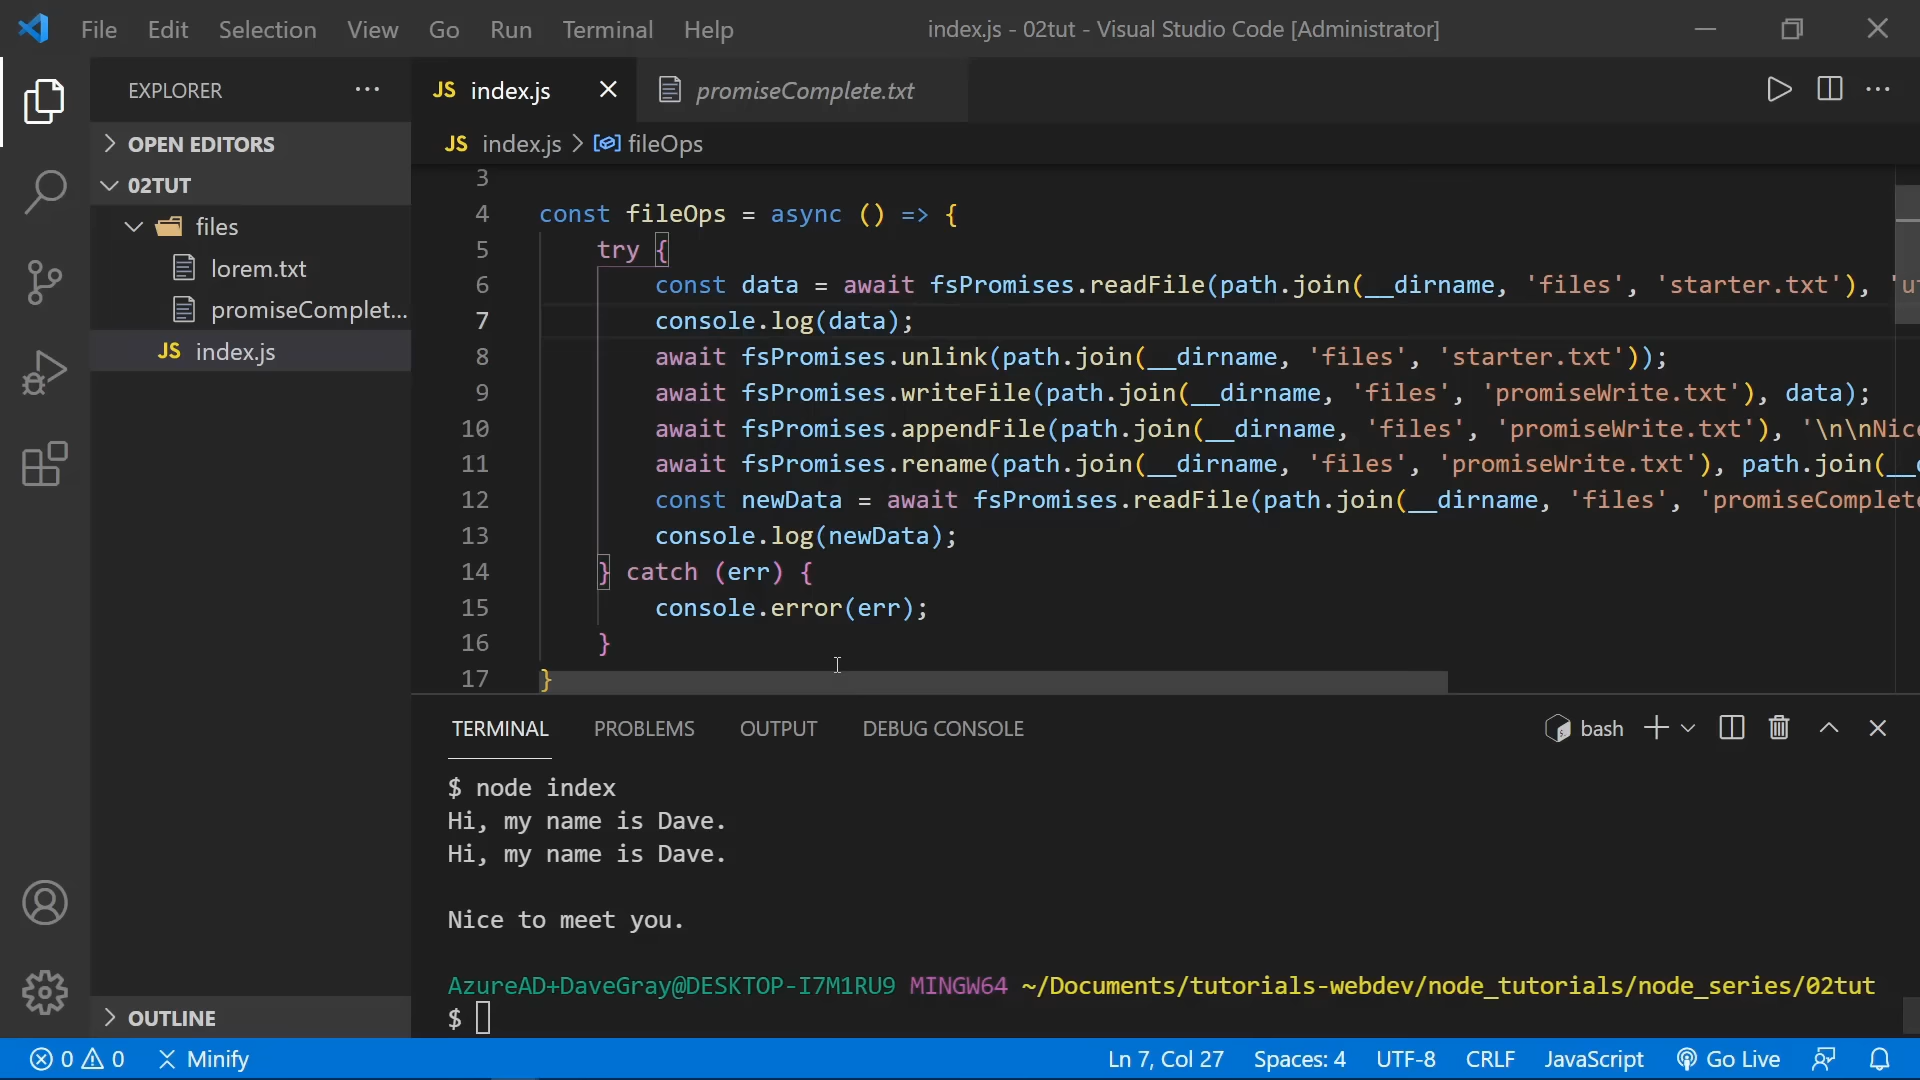 File Edit Selection View Go Run Terminal Help index.js - 02tut - Visual Studio Code [Administrator]
EXPLORER
OPEN EDITORS
02TUT
files
lorem.txt
promiseComplet...
JS index.js
OUTLINE
JS index.js promiseComplete.txt
JS index.js > fileOps
3
4 const fileOps = async () => {
5 try {
6 const data = await fsPromises.readFile(path.join(__dirname, 'files', 'starter.txt'), 'ut
7 console.log(data);
8 await fsPromises.unlink(path.join(__dirname, 'files', 'starter.txt'));
9 await fsPromises.writeFile(path.join(__dirname, 'files', 'promiseWrite.txt'), data);
10 await fsPromises.appendFile(path.join(__dirname, 'files', 'promiseWrite.txt'), '\n\nNice
11 await fsPromises.rename(path.join(__dirname, 'files', 'promiseWrite.txt'), path.join(__d
12 const newData = await fsPromises.readFile(path.join(__dirname, 'files', 'promiseComplete
13 console.log(newData);
14 } catch (err) {
15 console.error(err);
16 }
17 }
TERMINAL PROBLEMS OUTPUT DEBUG CONSOLE bash
$ node index
Hi, my name is Dave.
Hi, my name is Dave.
Nice to meet you.
AzureAD+DaveGray@DESKTOP-I7M1RU9 MINGW64 ~/Documents/tutorials-webdev/node_tutorials/node_series/02tut
$
0 0 Minify Ln 7, Col 27 Spaces: 4 UTF-8 CRLF JavaScript Go Live